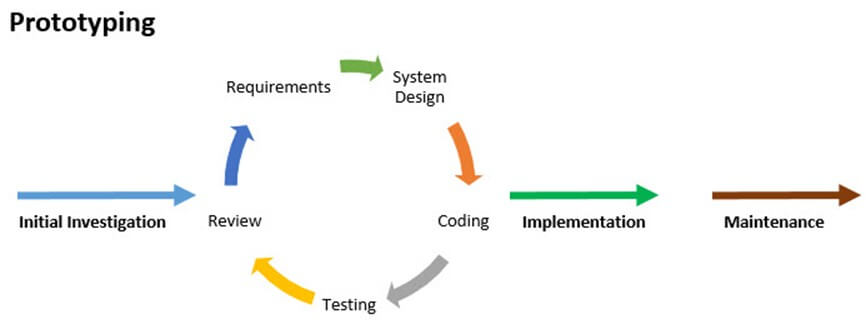 Prototyping
Requirements
System
Design
Initial Investigation
Review
Coding
Implementation
Maintenance
Testing